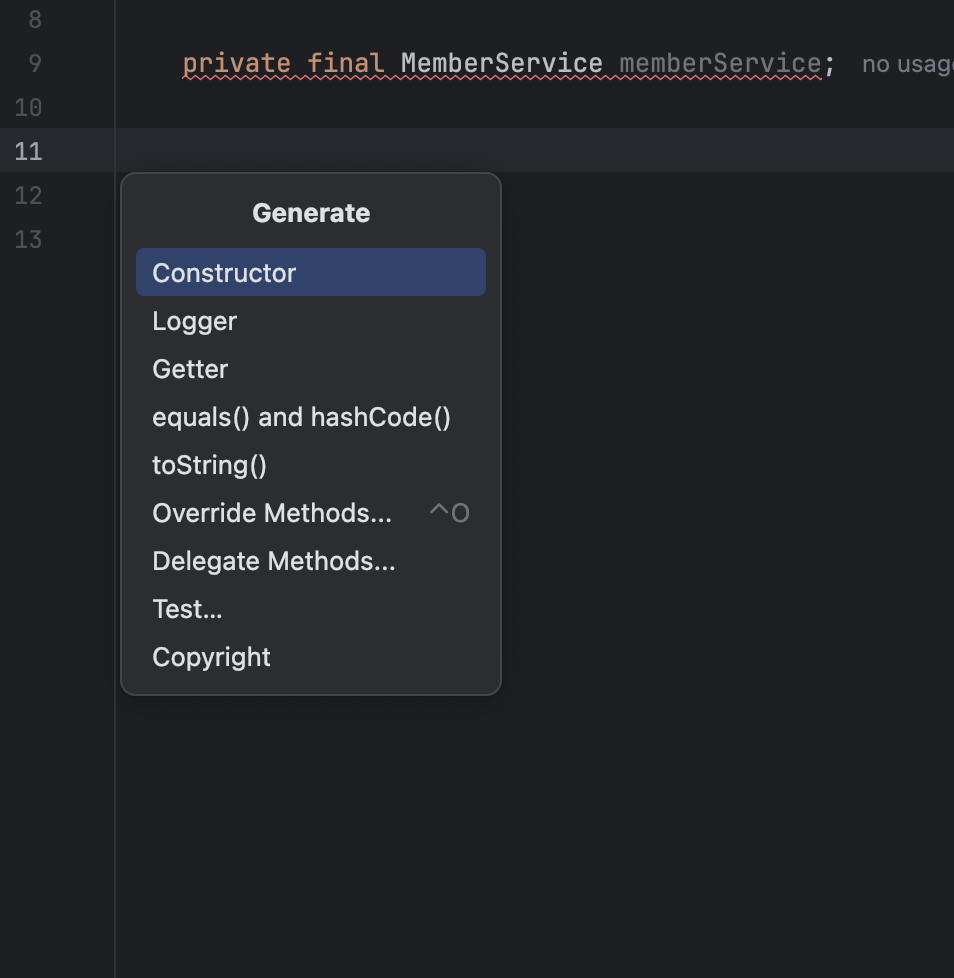 8
9 private final MemberService memberService; no usag
10
11
12
13
Generate
Constructor
Logger
Getter
equals() and hashCode()
toString()
Override Methods... ^O
Delegate Methods...
Test...
Copyright